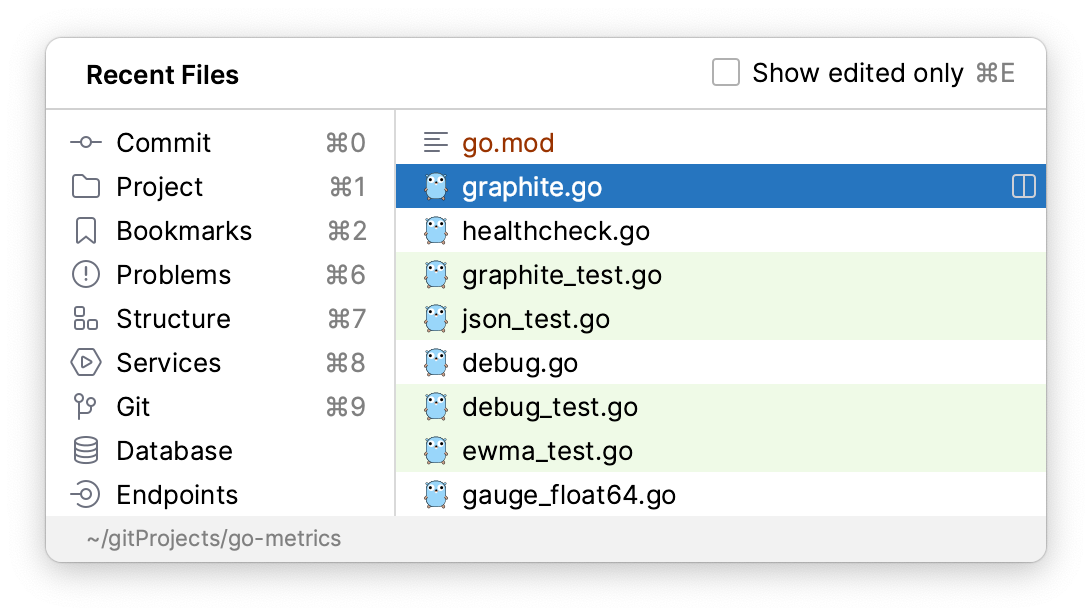 Recent Files
Show edited only ⌘E
Commit ⌘0
Project ⌘1
Bookmarks ⌘2
Problems ⌘6
Structure ⌘7
Services ⌘8
Git ⌘9
Database
Endpoints
go.mod
graphite.go
healthcheck.go
graphite_test.go
json_test.go
debug.go
debug_test.go
ewma_test.go
gauge_float64.go
~/gitProjects/go-metrics